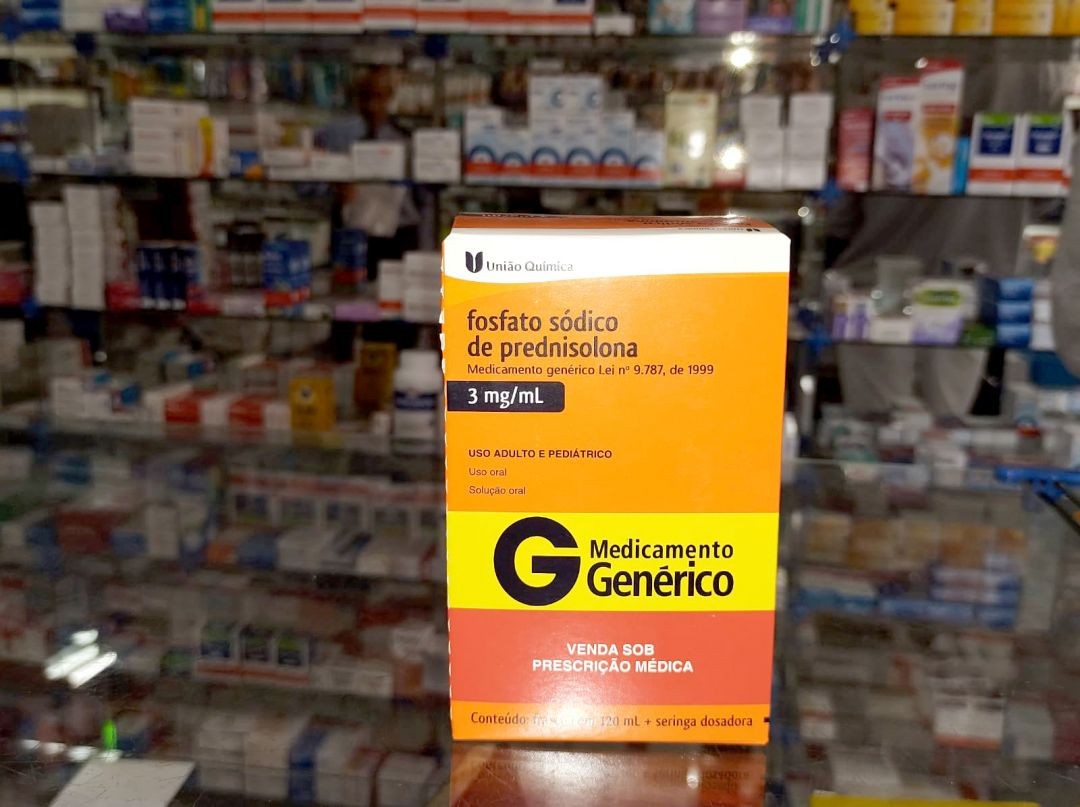 União Química
fosfato sódico
de prednisolona
Medicamento genérico Lei nº 9.787, de 1999
3 mg/mL
USO ADULTO E PEDIÁTRICO
Uso oral
Solução oral
G Medicamento
Genérico
VENDA SOB
PRESCRIÇÃO MÉDICA
Conteúdo: 120 mL + seringa dosadora